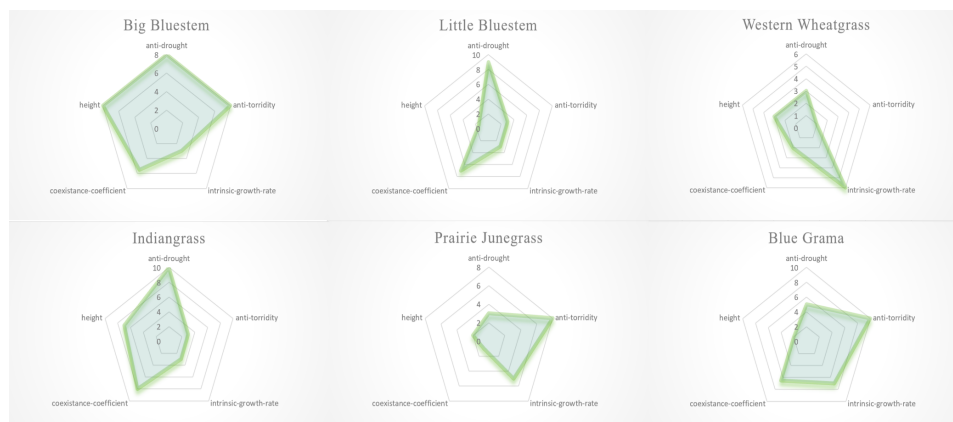 Big Bluestem
anti-drought
8
6
4
2
0
height
anti-torridity
coexistance-coefficient
intrinsic-growth-rate
Little Bluestem
anti-drought
10
8
6
4
2
0
height
anti-torridity
coexistance-coefficient
intrinsic-growth-rate
Western Wheatgrass
anti-drought
6
5
4
3
2
1
0
height
anti-torridity
coexistance-coefficient
intrinsic-growth-rate
Indiangrass
anti-drought
10
8
6
4
2
0
height
anti-torridity
coexistance-coefficient
intrinsic-growth-rate
Prairie Junegrass
anti-drought
8
6
4
2
0
height
anti-torridity
coexistance-coefficient
intrinsic-growth-rate
Blue Grama
anti-drought
10
8
6
4
2
0
height
anti-torridity
coexistance-coefficient
intrinsic-growth-rate